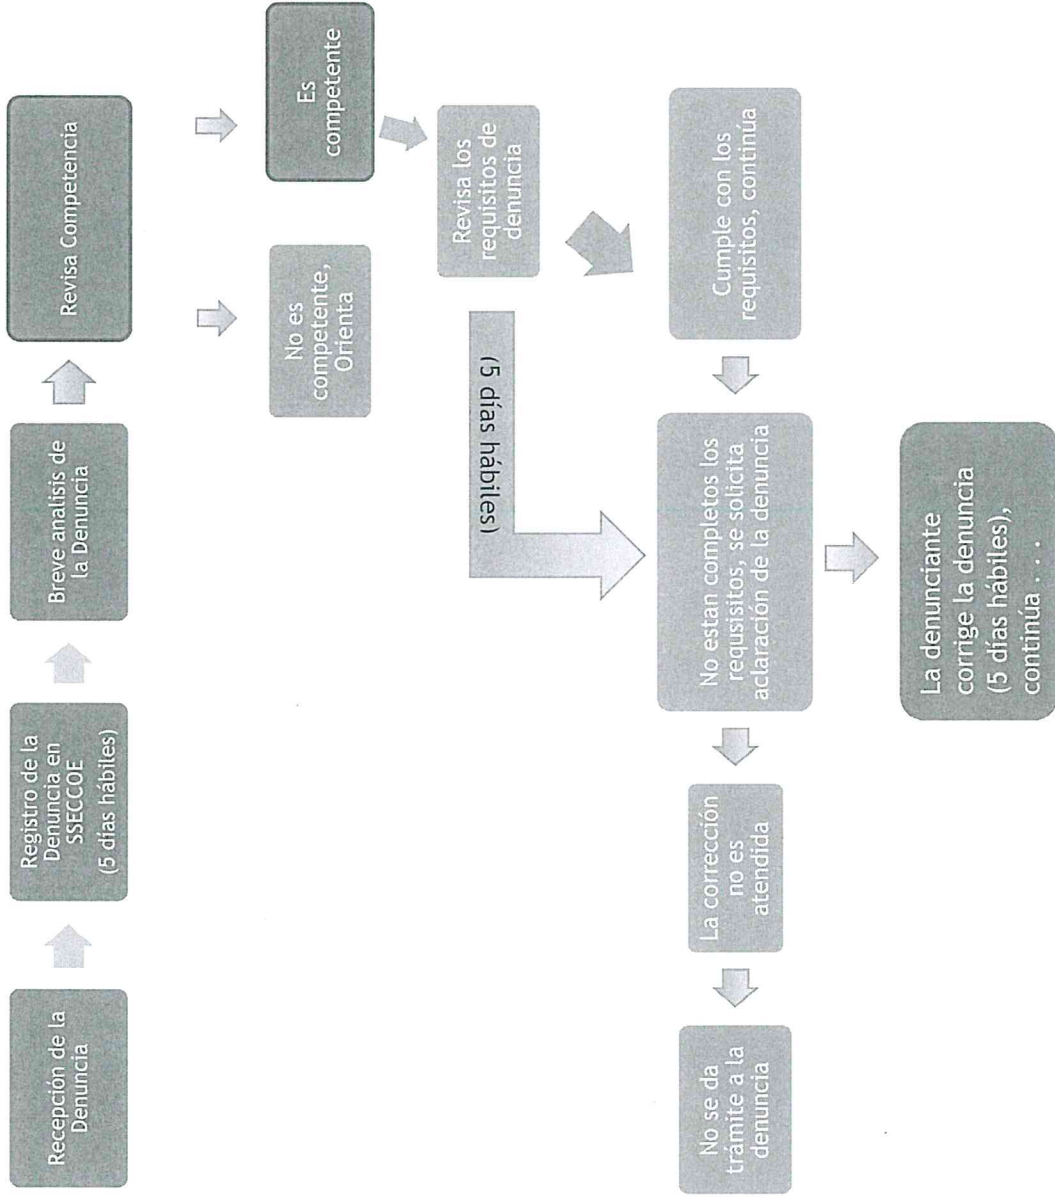 Recepción de la
Denuncia
Registro de la
Denuncia en
SSECCOE
(5 días hábiles)
Breve analisis de
la Denuncia
Revisa Competencia
No es
competente,
Orienta
Es
competente
Revisa los
requisitos de
denuncia
(5 días hábiles)
Cumple con los
requisitos, continúa
No estan completos los
requsisitos, se solicita
aclaración de la denuncia
La corrección
no es
atendida
No se da
trámite a la
denuncia
La denunciante
corrige la denuncia
(5 días hábiles),
continúa . . .